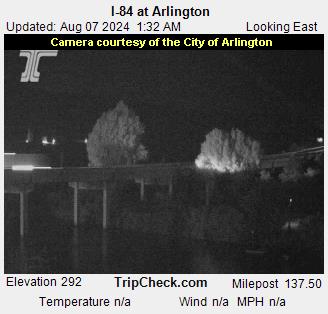 I-84 at Arlington
Updated: Aug 07 2024 1:32 AM Looking East
Camera courtesy of the City of Arlington
Elevation 292 TripCheck.com Milepost 137.50
Temperature n/a Wind n/a MPH n/a